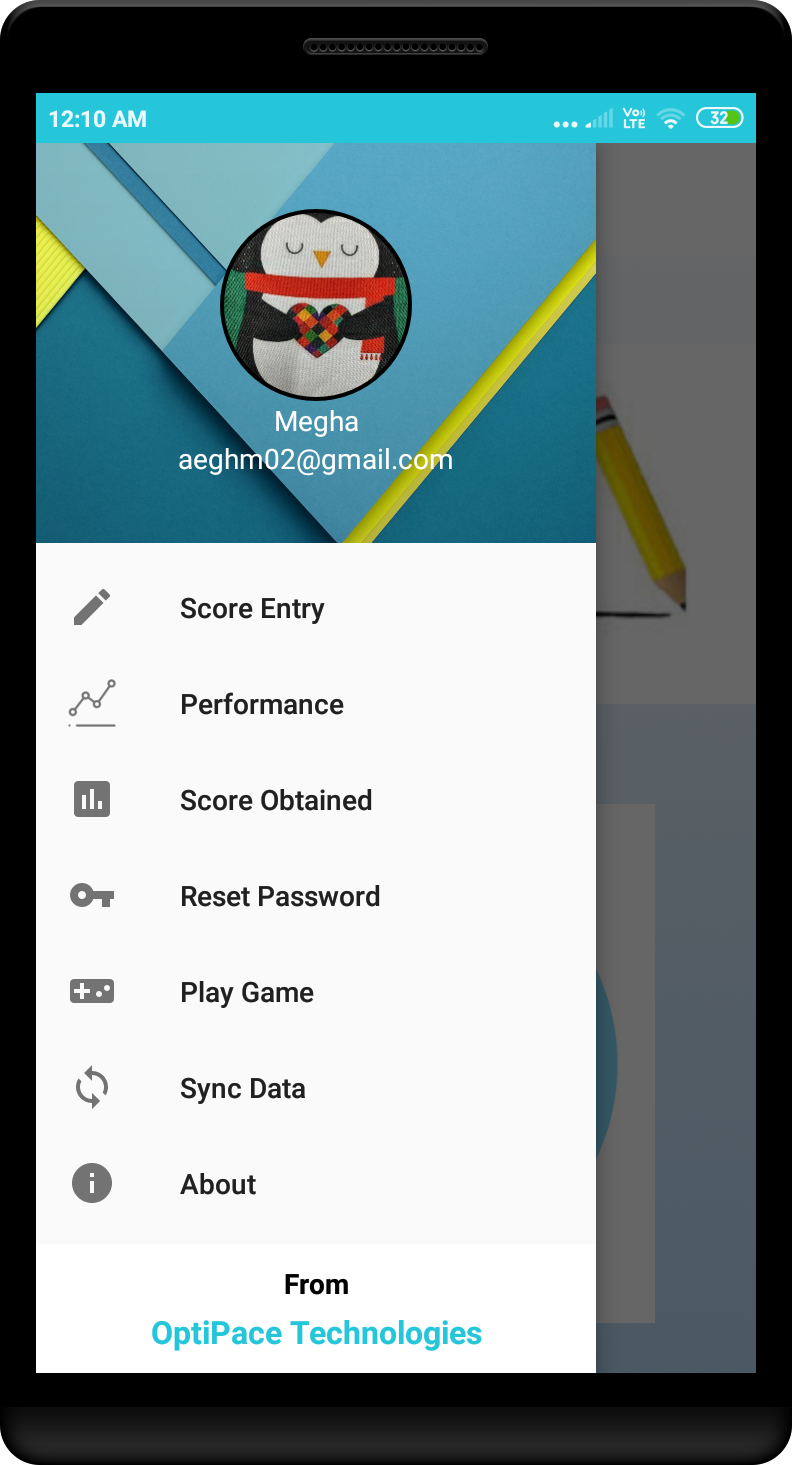 12:10 AM
Vo LTE
32
Megha
aeghm02@gmail.com
Score Entry
Performance
Score Obtained
Reset Password
Play Game
Sync Data
About
From
OptiPace Technologies